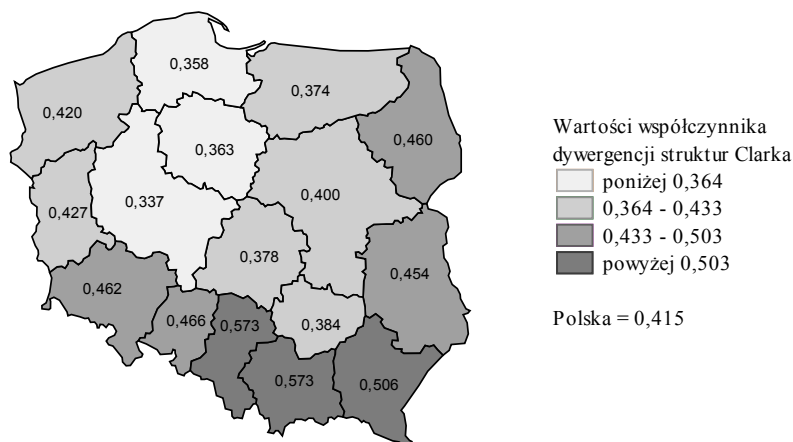 0,358
0,374
0,420
0,460
0,363
0,400
0,337
0,427
0,378
0,454
0,462
0,466
0,573
0,384
0,573
0,506
Wartości współczynnika
dywergencji struktur Clarka
poniżej 0,364
0,364 - 0,433
0,433 - 0,503
powyżej 0,503
Polska = 0,415